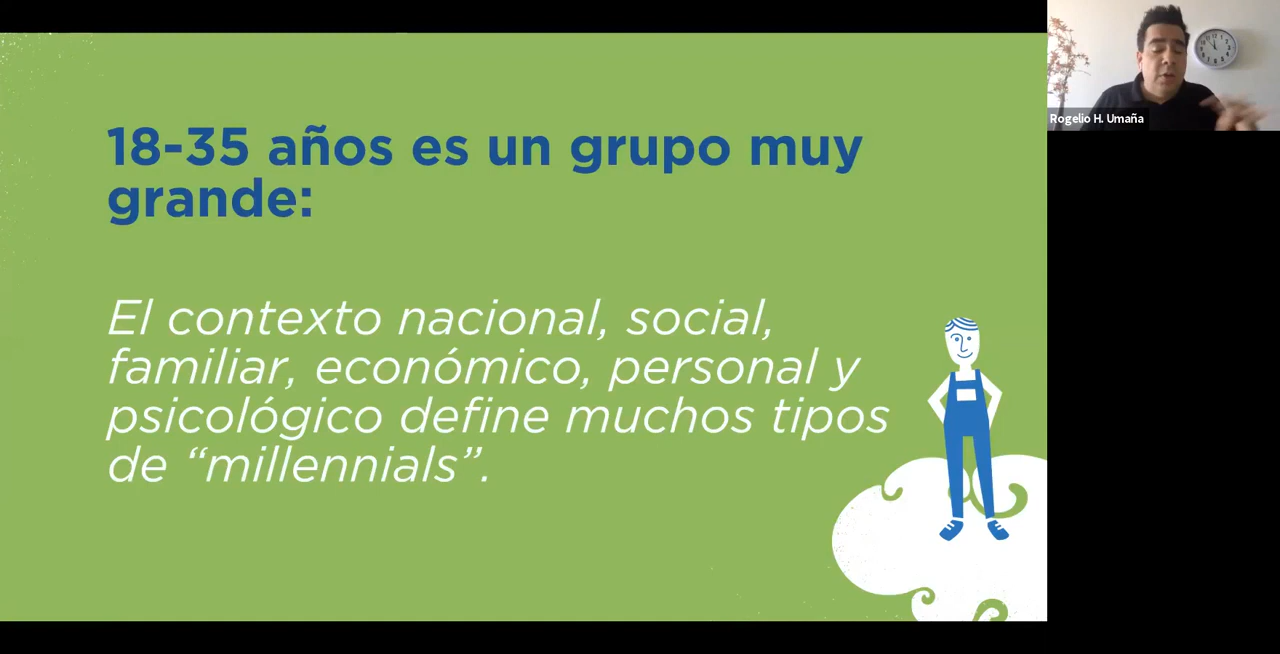 18-35 años es un grupo muy
grande:
El contexto nacional, social,
familiar, económico, personal y
psicológico define muchos tipos
de “millennials”.
Rogelio H. Umaña